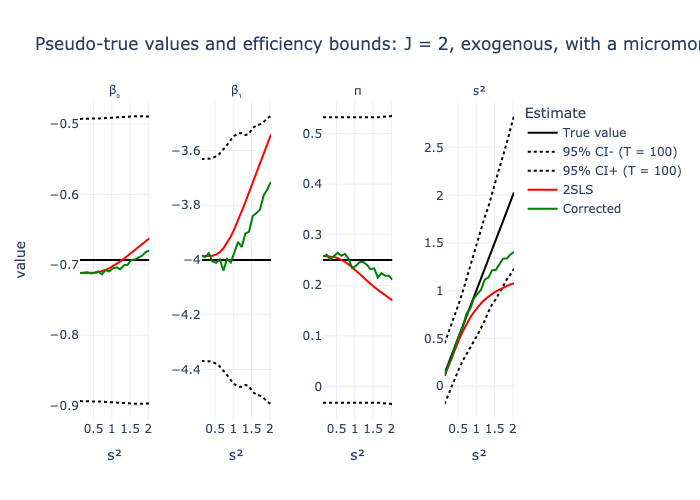 Pseudo-true values and efficiency bounds: J = 2, exogenous, with a micromo
β₀
β₁
π
s²
Estimate
True value
95% CI- (T = 100)
95% CI+ (T = 100)
2SLS
Corrected
value
−0.5
−0.6
−0.7
−0.8
−0.9
−3.6
−3.8
−4
−4.2
−4.4
0.5
0.4
0.3
0.2
0.1
0
2.5
2
1.5
1
0.5
0
0.5 1 1.5 2
0.5 1 1.5 2
0.5 1 1.5 2
0.5 1 1.5 2
s²
s²
s²
s²